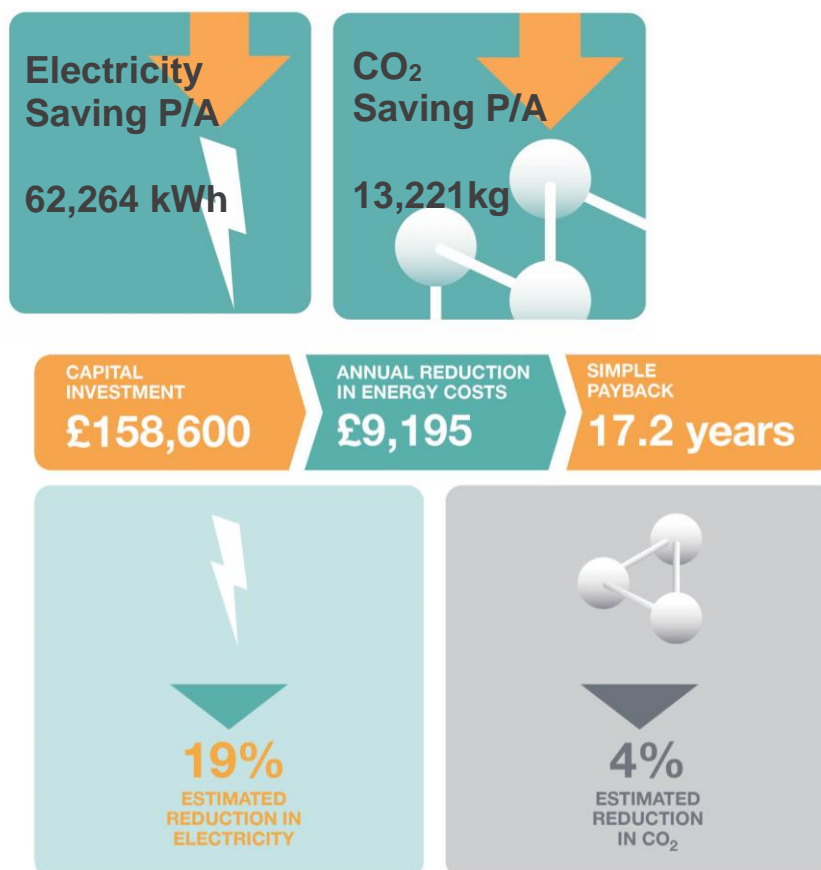 Electricity
Saving P/A
62,264 kWh
CO₂
Saving P/A
13,221kg
CAPITAL
INVESTMENT
£158,600
ANNUAL REDUCTION
IN ENERGY COSTS
£9,195
SIMPLE
PAYBACK
17.2 years
19%
ESTIMATED
REDUCTION IN
ELECTRICITY
4%
ESTIMATED
REDUCTION
IN CO₂